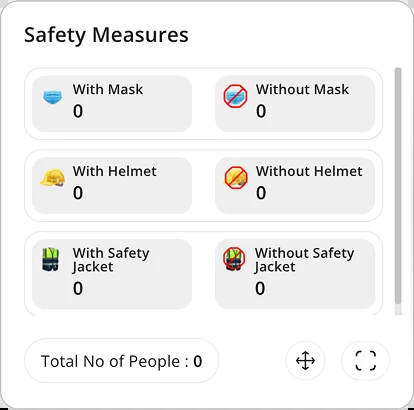 Safety Measures
With Mask
0
Without Mask
0
With Helmet
0
Without Helmet
0
With Safety
Jacket
0
Without Safety
Jacket
0
Total No of People : 0